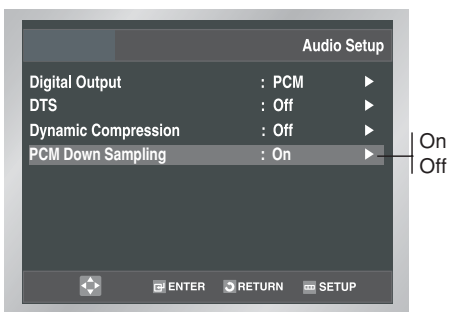 Audio Setup
Digital Output : PCM
DTS : Off
Dynamic Compression : Off
PCM Down Sampling : On
On
Off
ENTER RETURN SETUP